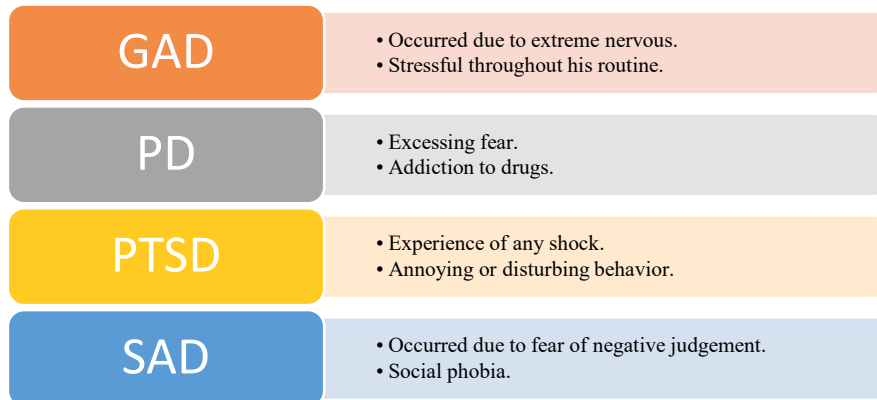 GAD
• Occurred due to extreme nervous.
• Stressful throughout his routine.
PD
• Excessing fear.
• Addiction to drugs.
PTSD
• Experience of any shock.
• Annoying or disturbing behavior.
SAD
• Occurred due to fear of negative judgement.
• Social phobia.